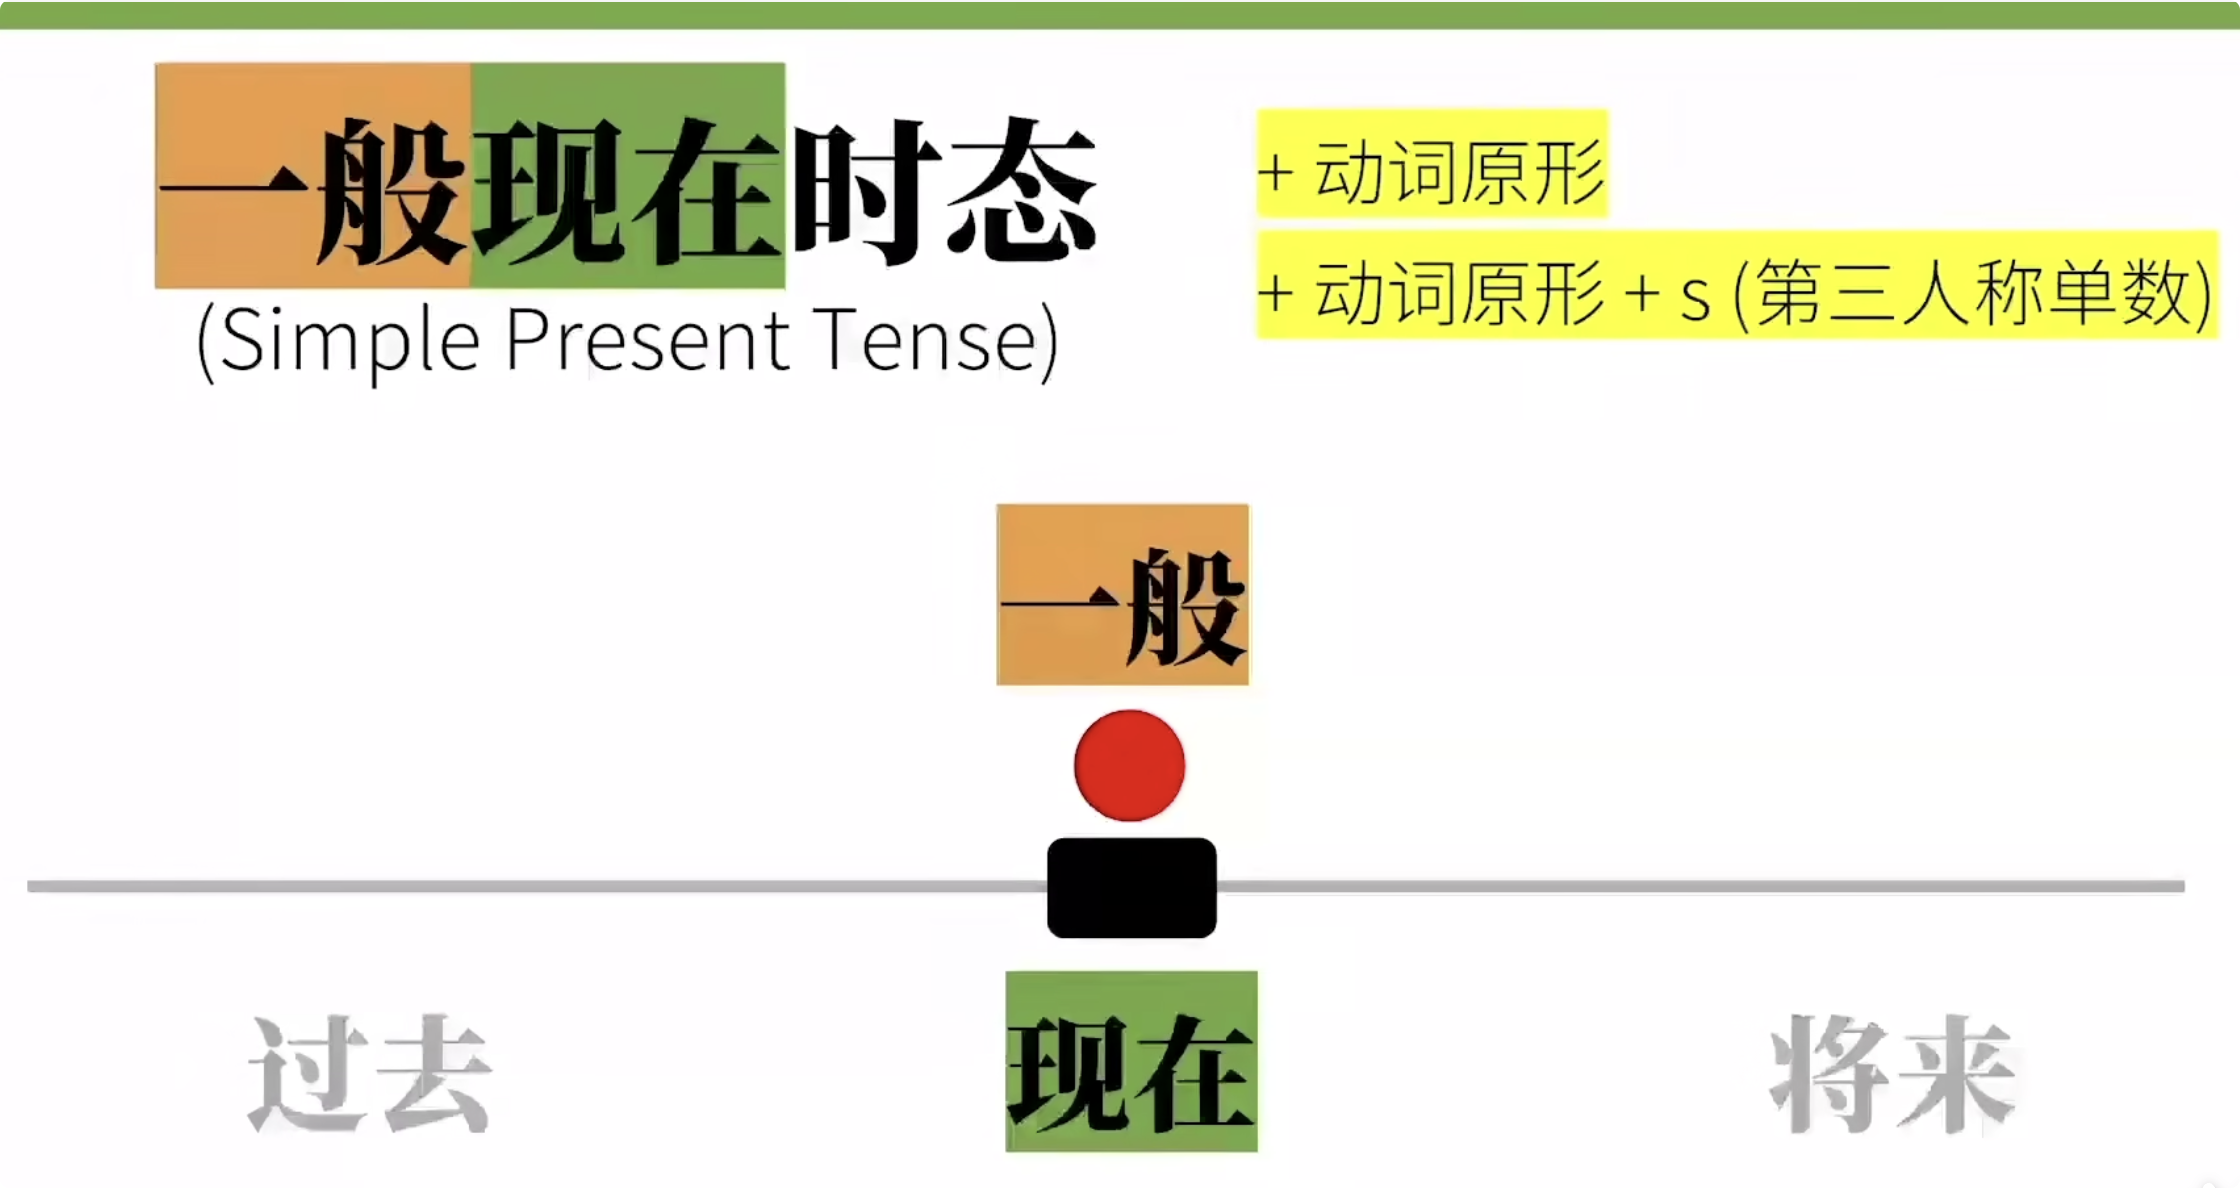 一般现在时态
(Simple Present Tense)
+ 动词原形
+ 动词原形 + s (第三人称单数)
一般
过去
现在
将来